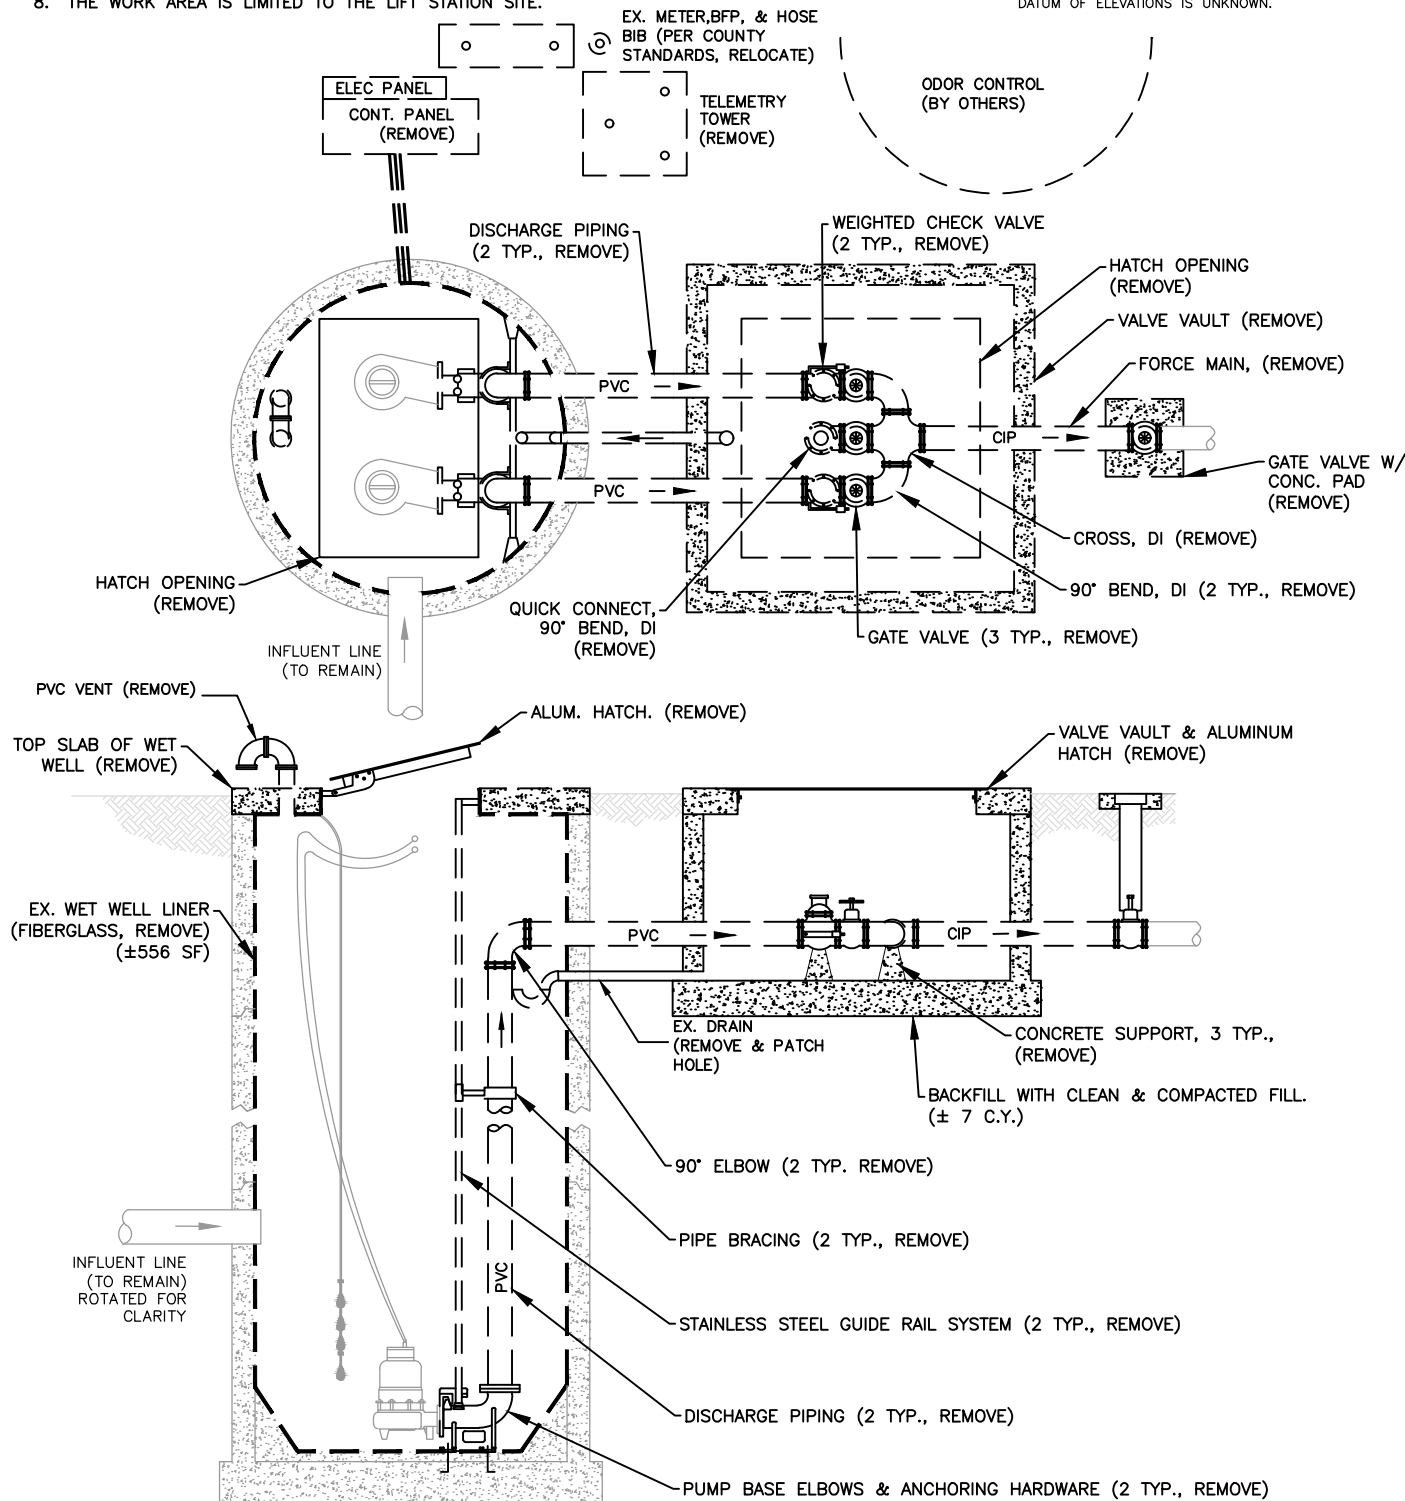 8. THE WORK AREA IS LIMITED TO THE LIFT STATION SITE.
DATUM OF ELEVATIONS IS UNKNOWN.
EX. METER,BFP, & HOSE
BIB (PER COUNTY
STANDARDS, RELOCATE)
ELEC PANEL
CONT. PANEL
(REMOVE)
TELEMETRY
TOWER
(REMOVE)
ODOR CONTROL
(BY OTHERS)
DISCHARGE PIPING
(2 TYP., REMOVE)
WEIGHTED CHECK VALVE
(2 TYP., REMOVE)
HATCH OPENING
(REMOVE)
VALVE VAULT (REMOVE)
FORCE MAIN, (REMOVE)
PVC
CIP
PVC
GATE VALVE W/
CONC. PAD
(REMOVE)
CROSS, DI (REMOVE)
90° BEND, DI (2 TYP., REMOVE)
GATE VALVE (3 TYP., REMOVE)
QUICK CONNECT,
90° BEND, DI
(REMOVE)
HATCH OPENING
(REMOVE)
INFLUENT LINE
(TO REMAIN)
PVC VENT (REMOVE)
ALUM. HATCH. (REMOVE)
TOP SLAB OF WET
WELL (REMOVE)
VALVE VAULT & ALUMINUM
HATCH (REMOVE)
EX. WET WELL LINER
(FIBERGLASS, REMOVE)
(±556 SF)
PVC
CIP
EX. DRAIN
(REMOVE & PATCH
HOLE)
CONCRETE SUPPORT, 3 TYP.,
(REMOVE)
BACKFILL WITH CLEAN & COMPACTED FILL.
(± 7 C.Y.)
90° ELBOW (2 TYP. REMOVE)
PIPE BRACING (2 TYP., REMOVE)
INFLUENT LINE
(TO REMAIN)
ROTATED FOR
CLARITY
PVC
STAINLESS STEEL GUIDE RAIL SYSTEM (2 TYP., REMOVE)
DISCHARGE PIPING (2 TYP., REMOVE)
PUMP BASE ELBOWS & ANCHORING HARDWARE (2 TYP., REMOVE)